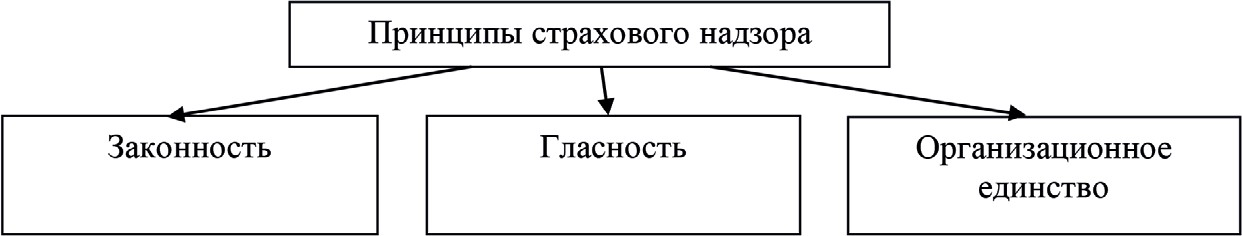 Принципы страхового надзора
Законность
Гласность
Организационное
единство